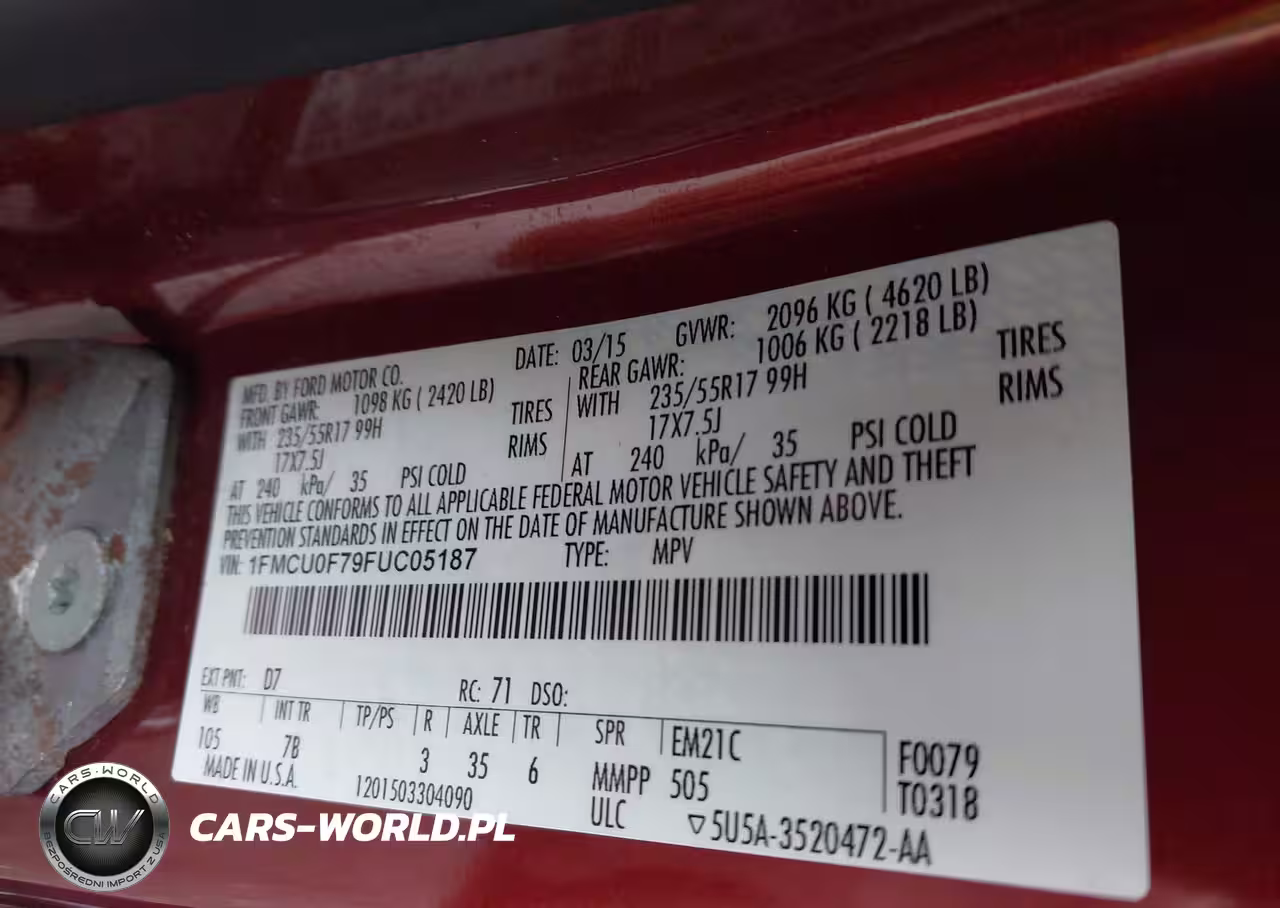 MFD. BY FORD MOTOR CO. DATE: 03/15 GVWR: 2096 KG ( 4620 LB)
FRONT GAWR: 1098 KG ( 2420 LB) REAR GAWR: 1006 KG ( 2218 LB)
WITH 235/55R17 99H TIRES WITH 235/55R17 99H TIRES
17X7.5J RIMS 17X7.5J RIMS
AT 240 kPa/ 35 PSI COLD AT 240 kPa/ 35 PSI COLD
THIS VEHICLE CONFORMS TO ALL APPLICABLE FEDERAL MOTOR VEHICLE SAFETY AND THEFT
PREVENTION STANDARDS IN EFFECT ON THE DATE OF MANUFACTURE SHOWN ABOVE.
VIN: 1FMCU0F79FUC05187 TYPE: MPV
EXT PNT: D7 RC: 71 DSO:
WB INT TR TP/PS R AXLE TR SPR EM21C F0079
105 7B 3 35 6 MMPP 505 T0318
MADE IN U.S.A. 1201503304090 ULC ▽5U5A-3520472-AA
CARS-WORLD
CW
BEZPOŚREDNI IMPORT Z USA
CARS-WORLD.PL